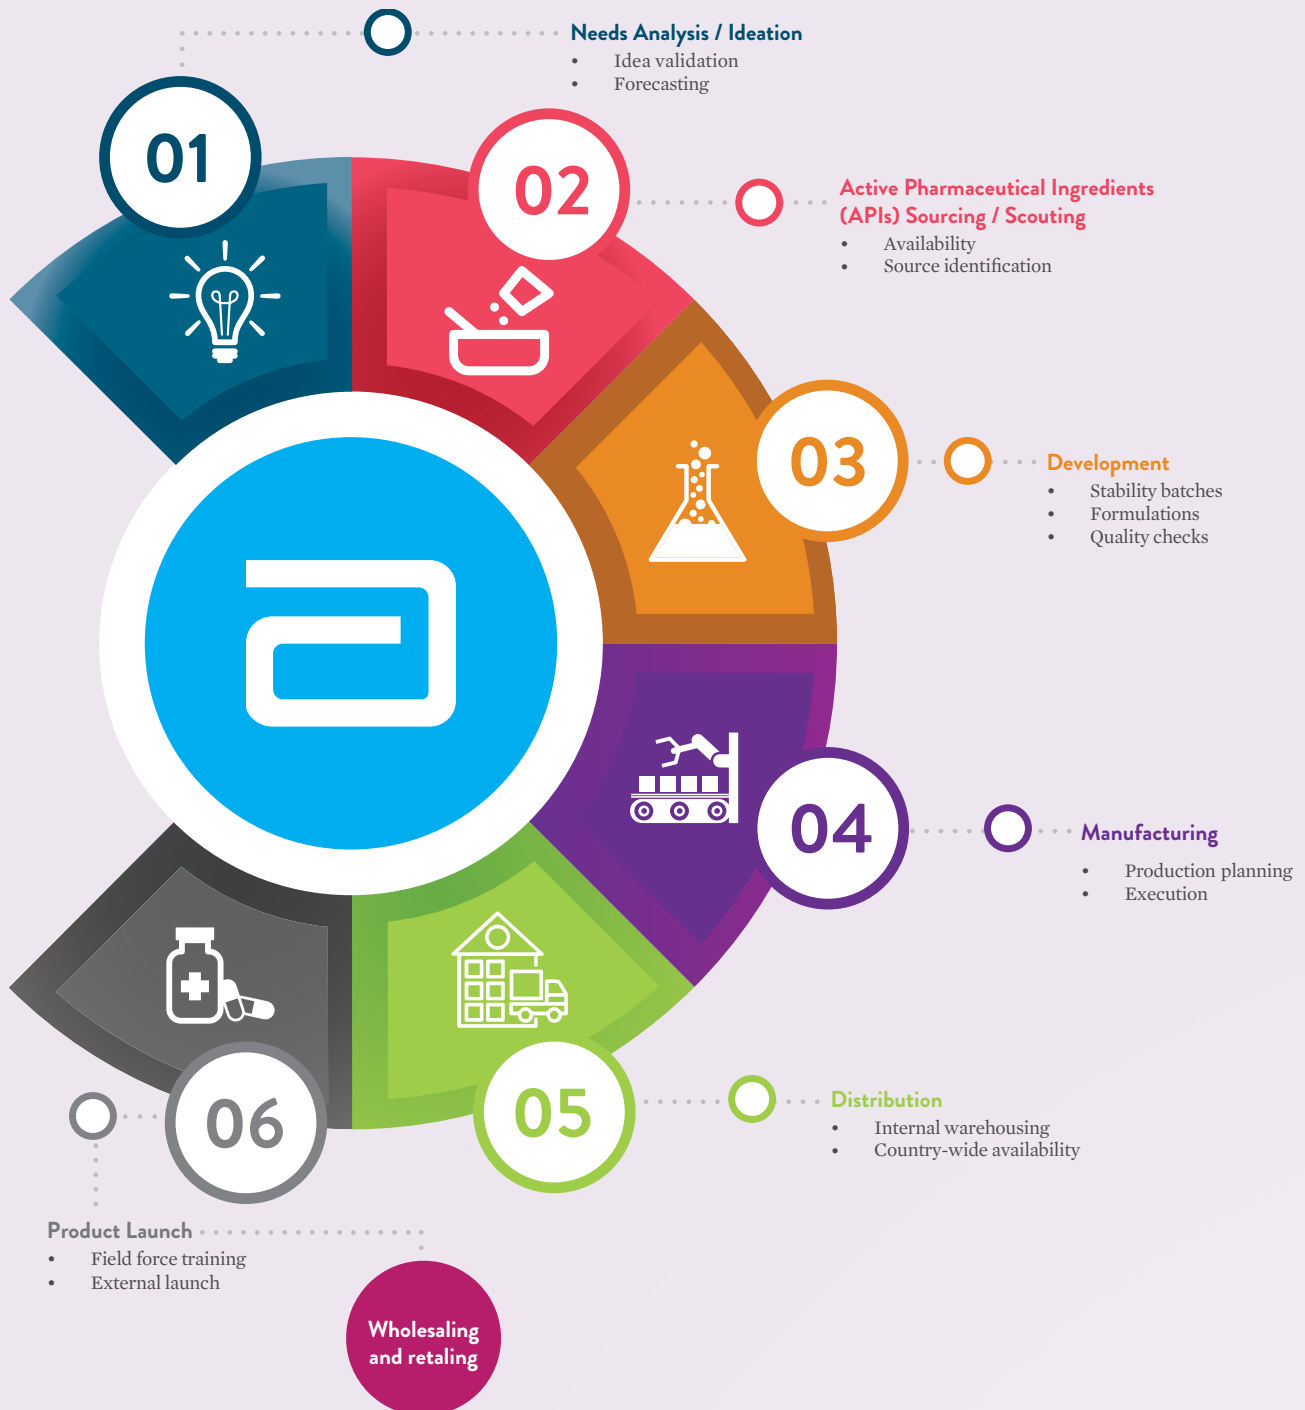 01
Needs Analysis / Ideation
• Idea validation
• Forecasting
02
Active Pharmaceutical Ingredients
(APIs) Sourcing / Scouting
• Availability
• Source identification
03
Development
• Stability batches
• Formulations
• Quality checks
04
Manufacturing
• Production planning
• Execution
05
Distribution
• Internal warehousing
• Country-wide availability
06
Product Launch
• Field force training
• External launch
Wholesaling
and retaling